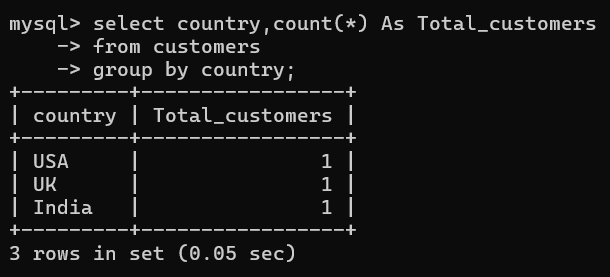 mysql> select country,count(*) As Total_customers
    -> from customers
    -> group by country;
+---------+-----------------+
| country | Total_customers |
+---------+-----------------+
| USA     |               1 |
| UK      |               1 |
| India   |               1 |
+---------+-----------------+
3 rows in set (0.05 sec)